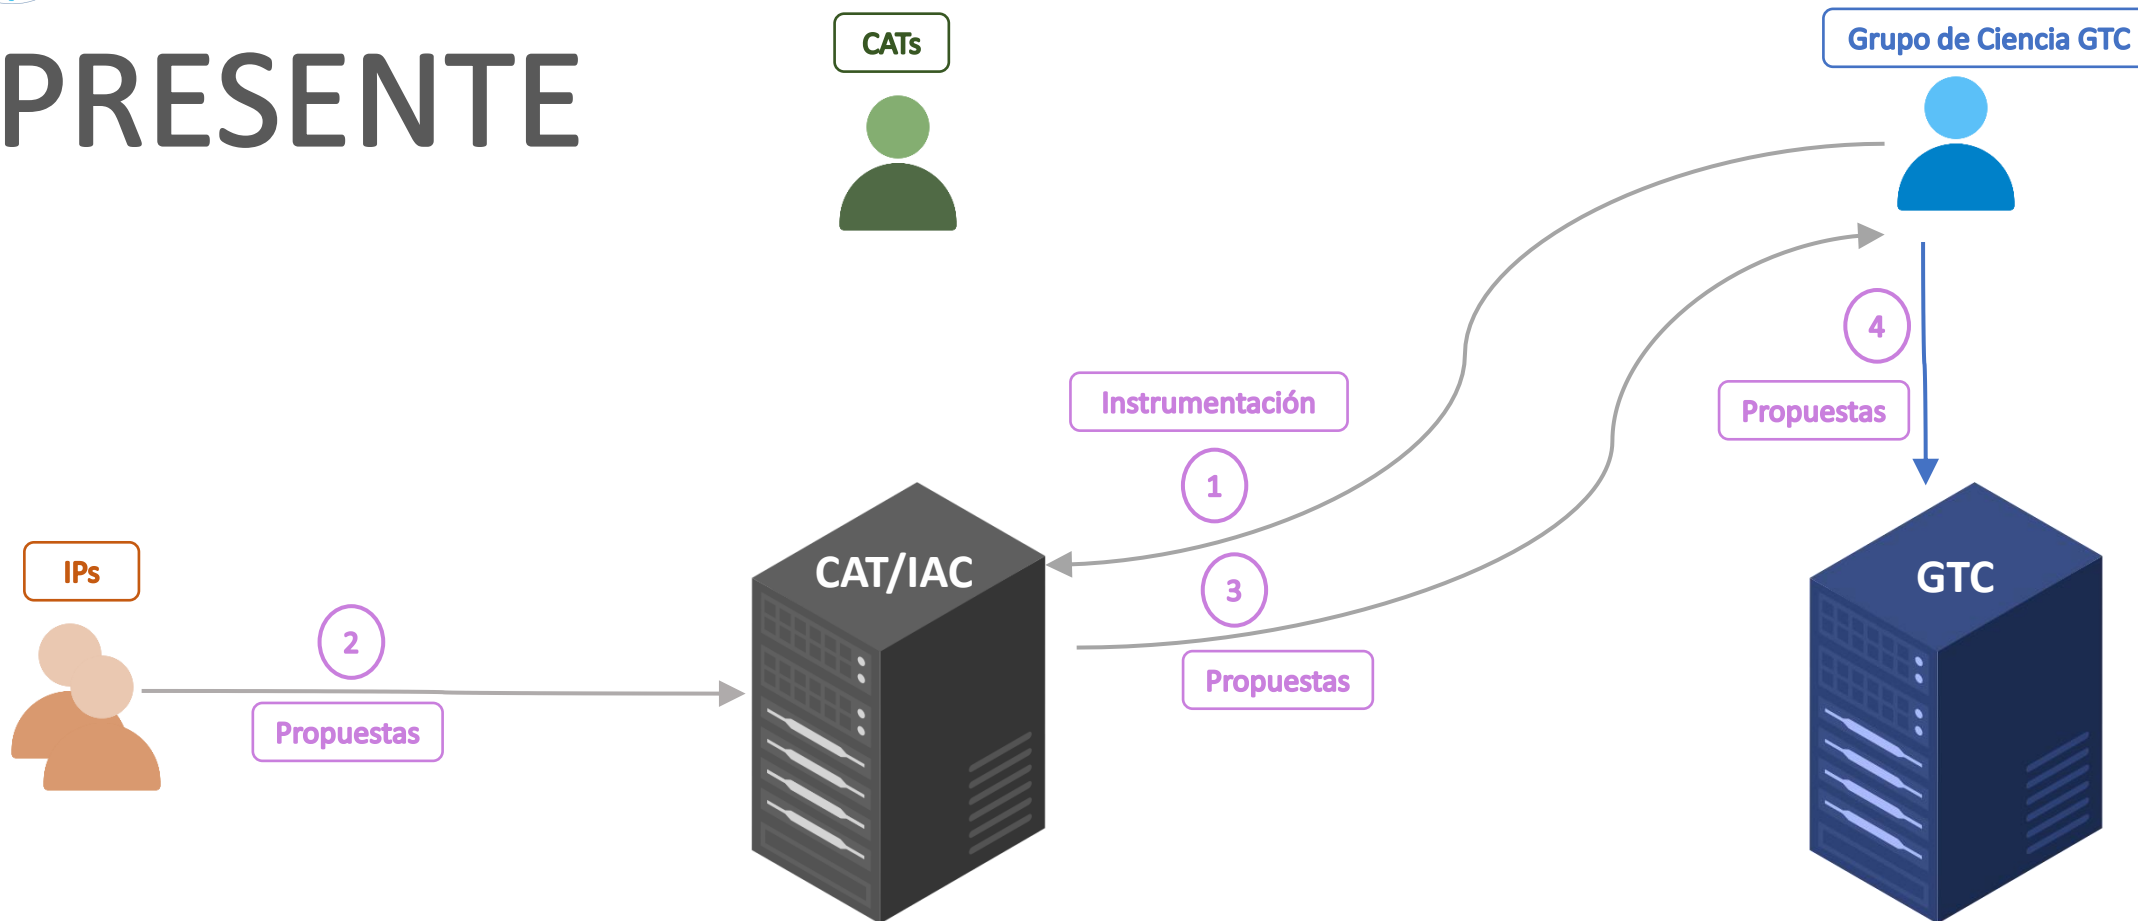 PRESENTE
CATs
Grupo de Ciencia GTC
4
Propuestas
Instrumentación
1
CAT/IAC
GTC
IPs
3
2
Propuestas
Propuestas